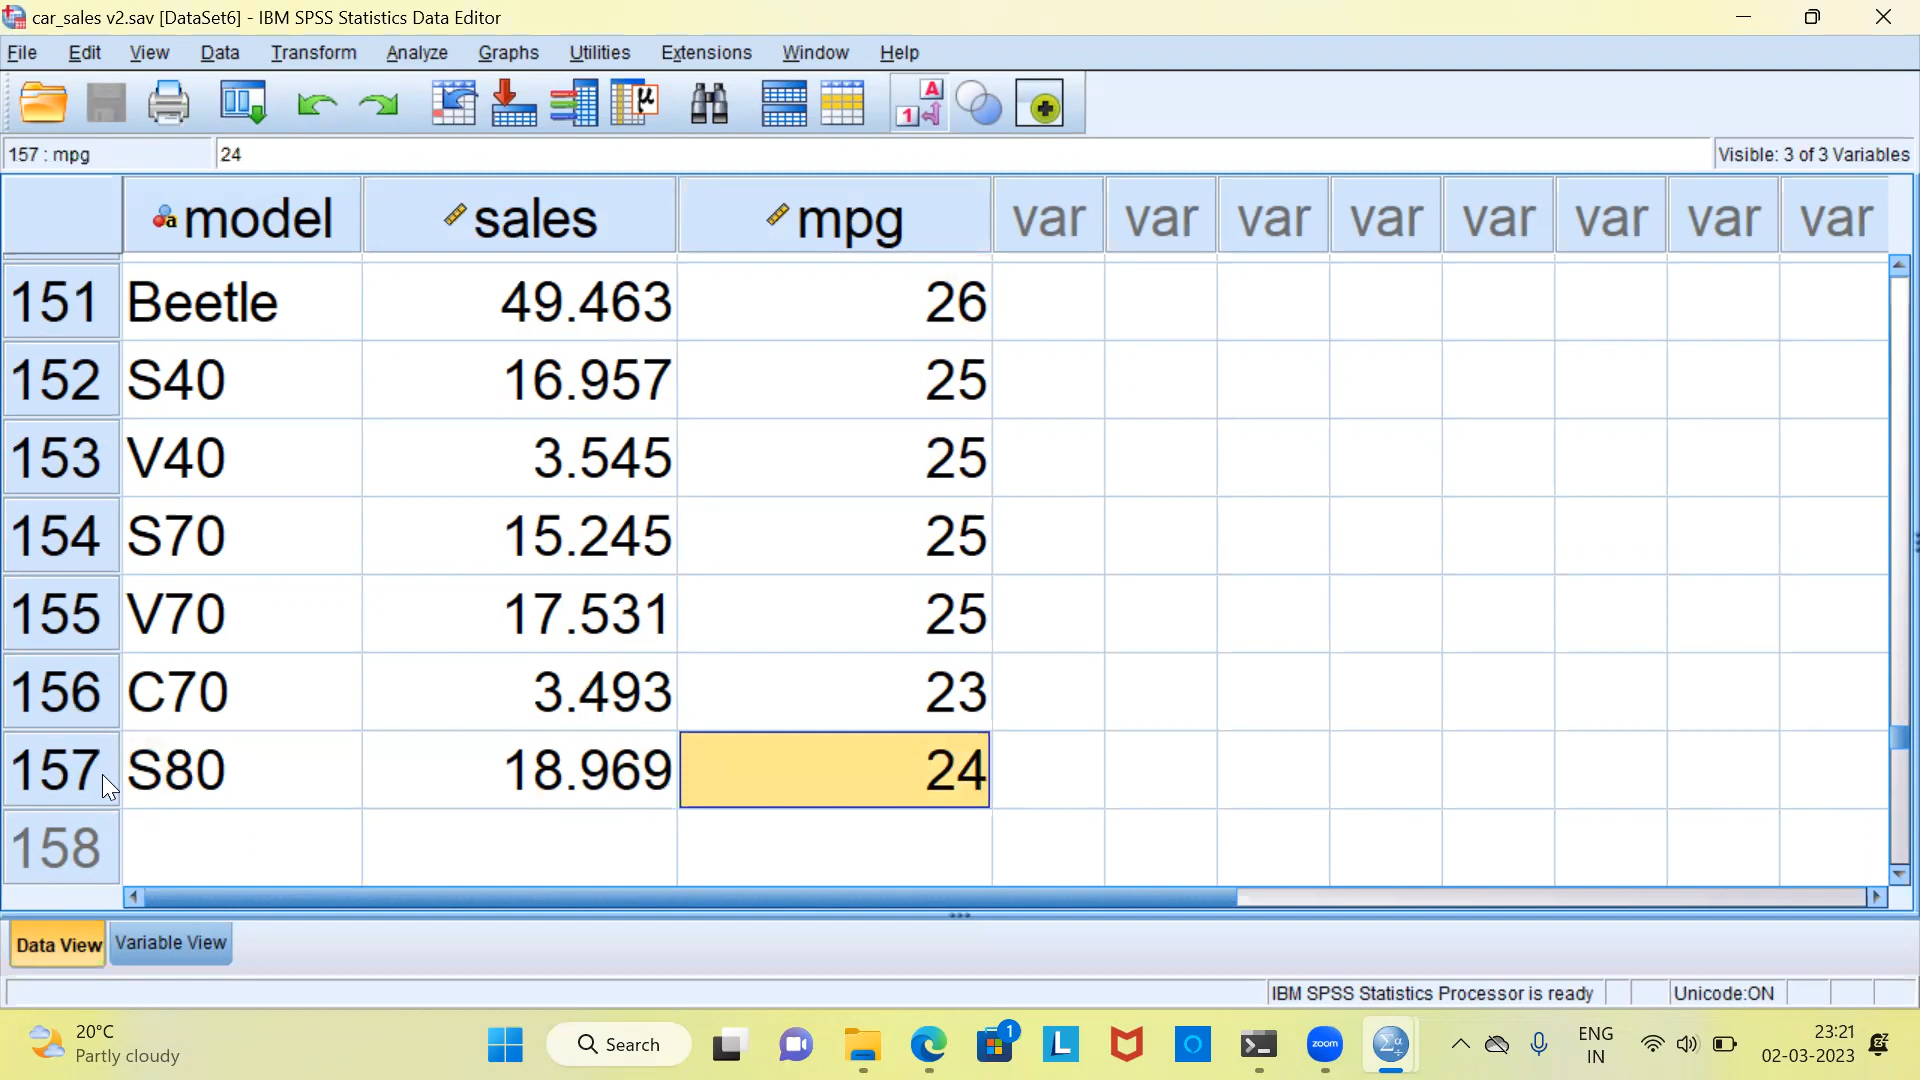 car_sales v2.sav [DataSet6] - IBM SPSS Statistics Data Editor
File Edit View Data Transform Analyze Graphs Utilities Extensions Window Help
157 : mpg 24 Visible: 3 of 3 Variables
model sales mpg var var var var var var var var
151 Beetle 49.463 26
152 S40 16.957 25
153 V40 3.545 25
154 S70 15.245 25
155 V70 17.531 25
156 C70 3.493 23
157 S80 18.969 24
158
Data View Variable View
IBM SPSS Statistics Processor is ready Unicode:ON
20°C
Partly cloudy
Search
1
zoom
ENG
IN
23:21
02-03-2023